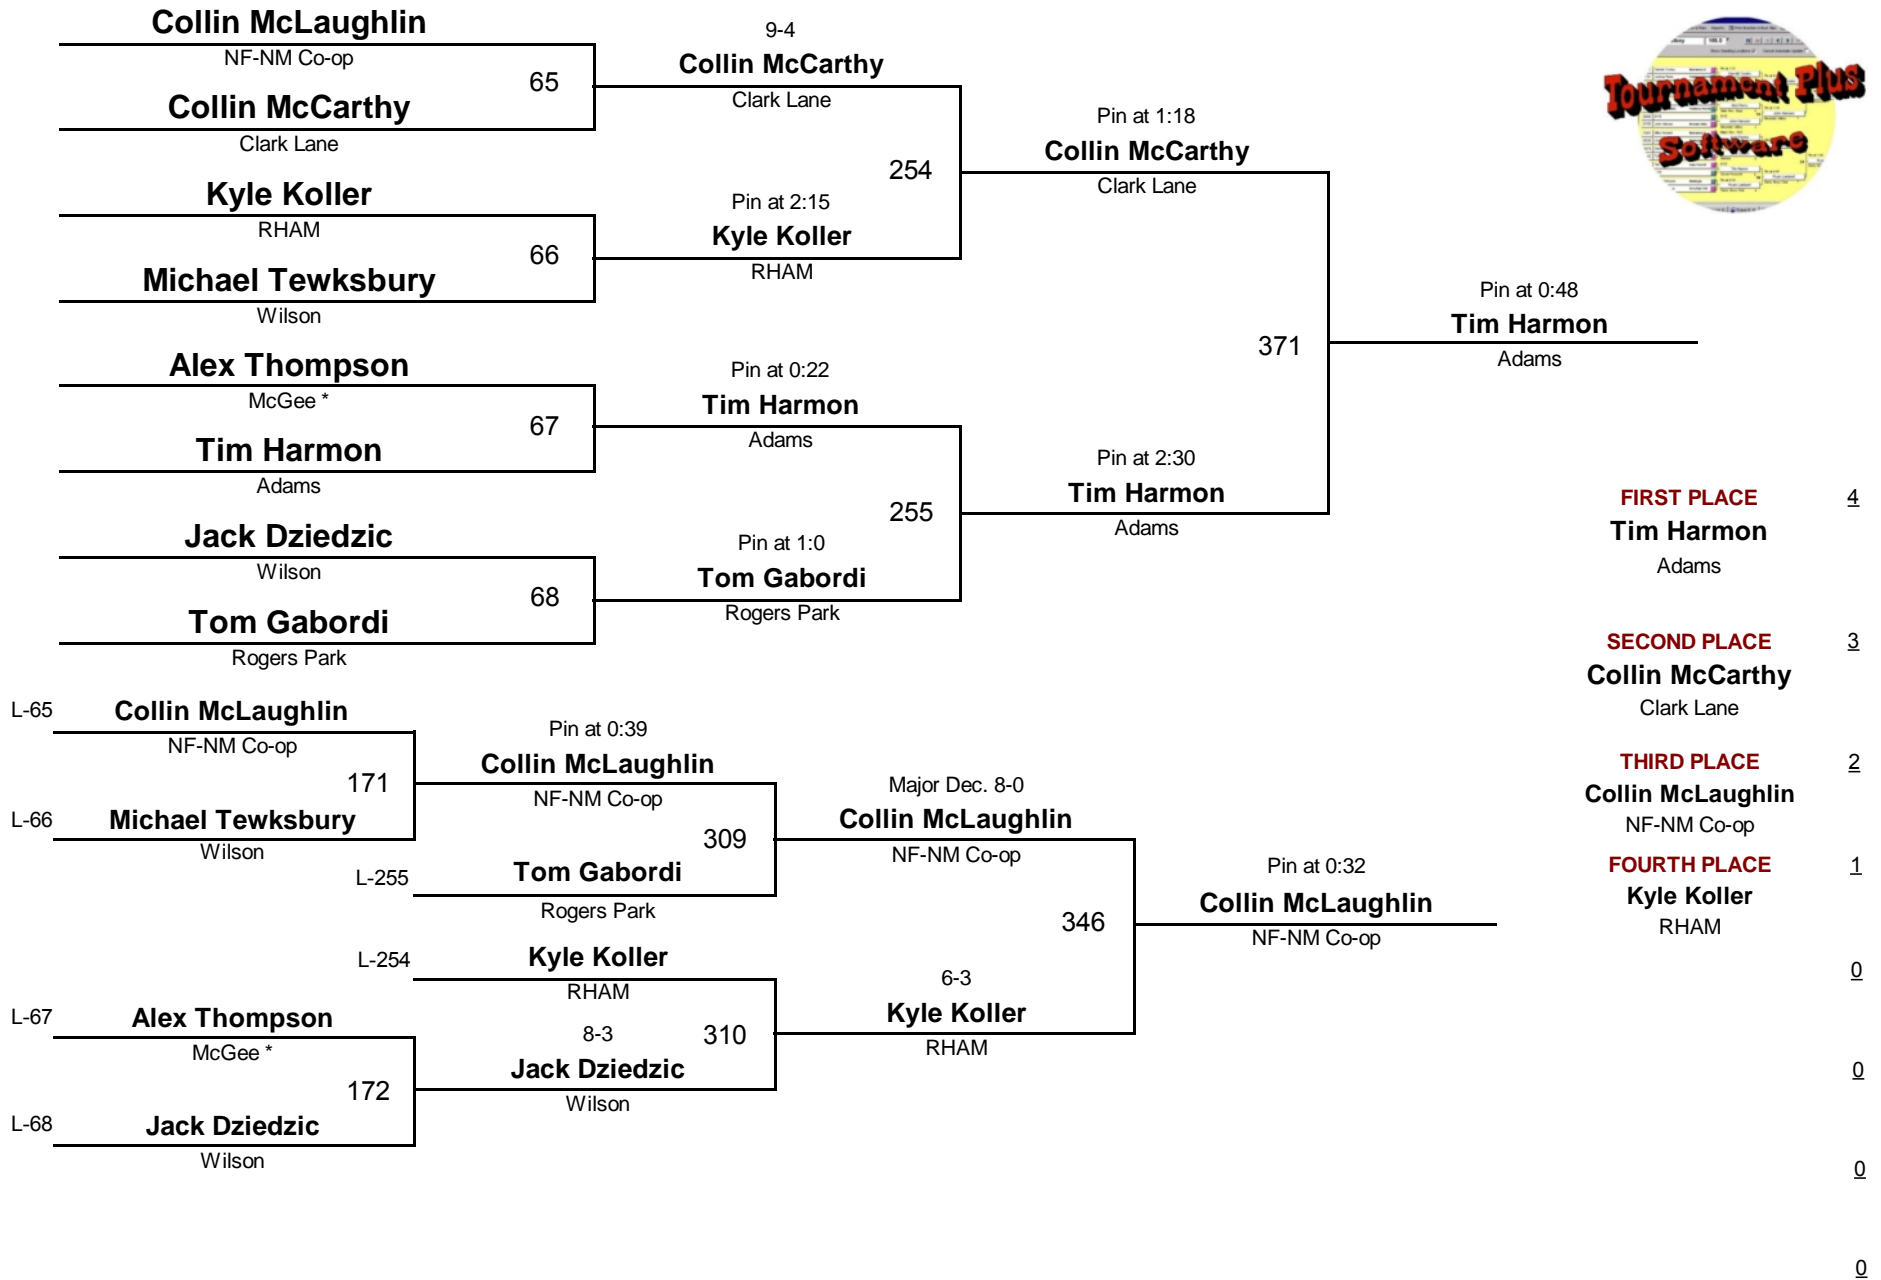 Collin McLaughlin
NF-NM Co-op
65
Collin McCarthy
Clark Lane
Kyle Koller
RHAM
66
Michael Tewksbury
Wilson
Alex Thompson
McGee *
67
Tim Harmon
Adams
Jack Dziedzic
Wilson
68
Tom Gabordi
Rogers Park
9-4
Collin McCarthy
Clark Lane
254
Pin at 2:15
Kyle Koller
RHAM
Pin at 0:22
Tim Harmon
Adams
255
Pin at 1:0
Tom Gabordi
Rogers Park
Pin at 1:18
Collin McCarthy
Clark Lane
371
Pin at 2:30
Tim Harmon
Adams
Pin at 0:48
Tim Harmon
Adams
Tournament Plus
Software
FIRST PLACE 4
Tim Harmon
Adams
SECOND PLACE 3
Collin McCarthy
Clark Lane
THIRD PLACE 2
Collin McLaughlin
NF-NM Co-op
FOURTH PLACE 1
Kyle Koller
RHAM
0
0
0
0
L-65 Collin McLaughlin
NF-NM Co-op
171
L-66 Michael Tewksbury
Wilson
Pin at 0:39
Collin McLaughlin
NF-NM Co-op
309
L-255 Tom Gabordi
Rogers Park
L-254 Kyle Koller
RHAM
310
8-3
Jack Dziedzic
Wilson
L-67 Alex Thompson
McGee *
172
L-68 Jack Dziedzic
Wilson
Major Dec. 8-0
Collin McLaughlin
NF-NM Co-op
346
6-3
Kyle Koller
RHAM
Pin at 0:32
Collin McLaughlin
NF-NM Co-op